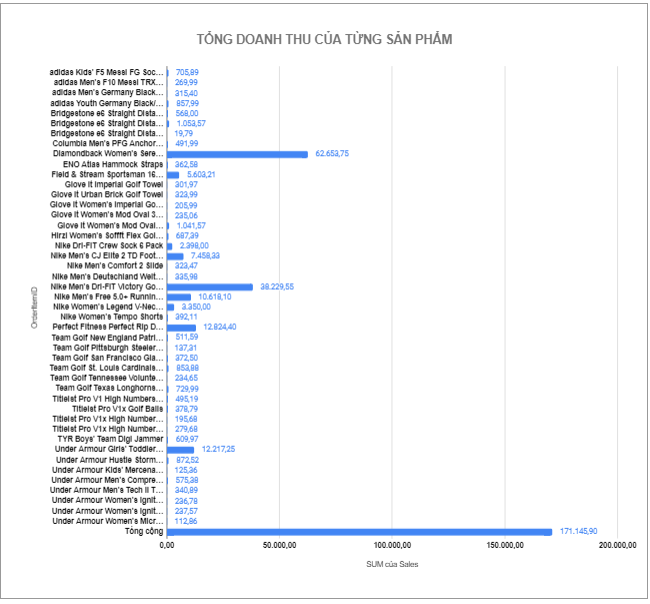 TỔNG DOANH THU CỦA TỪNG SẢN PHẨM
adidas Kids' F5 Messi FG Soc... 705,89
adidas Men's F10 Messi TRX... 269,99
adidas Men's Germany Black... 315,40
adidas Youth Germany Black/... 857,99
Bridgestone e6 Straight Dista... 568,00
Bridgestone e6 Straight Dista... 1.053,57
Bridgestone e6 Straight Dista... 19,79
Columbia Men's PFG Anchor... 491,99
Diamondback Women's Sere... 62.653,75
ENO Atlas Hammock Straps 362,58
Field & Stream Sportsman 16... 5.603,21
Glove It Imperial Golf Towel 301,97
Glove It Urban Brick Golf Towel 323,99
Glove It Women's Imperial Go... 205,99
Glove It Women's Mod Oval 3... 235,06
Glove It Women's Mod Oval... 1.041,57
Hirzl Women's Soffft Flex Gol... 687,39
Nike Dri-FIT Crew Sock 6 Pack 2.398,00
Nike Men's CJ Elite 2 TD Foot... 7.458,33
Nike Men's Comfort 2 Slide 323,47
Nike Men's Deutschland Weit... 335,98
Nike Men's Dri-FIT Victory Go... 38.229,55
Nike Men's Free 5.0+ Runnin... 10.618,10
Nike Women's Legend V-Nec... 3.350,00
Nike Women's Tempo Shorts 392,11
Perfect Fitness Perfect Rip D... 12.824,40
Team Golf New England Patri... 511,59
Team Golf Pittsburgh Steeler... 137,31
Team Golf San Francisco Gia... 372,50
Team Golf St. Louis Cardinals... 853,88
Team Golf Tennessee Volunte... 234,65
Team Golf Texas Longhorns... 729,99
Titleist Pro V1 High Numbers... 495,19
Titleist Pro V1x Golf Balls 378,79
Titleist Pro V1x High Number... 195,68
Titleist Pro V1x High Number... 279,68
TYR Boys' Team Digi Jammer 609,97
Under Armour Girls' Toddler... 12.217,25
Under Armour Hustle Storm... 872,52
Under Armour Kids' Mercena... 125,36
Under Armour Men's Compre... 575,38
Under Armour Men's Tech II T... 340,89
Under Armour Women's Ignit... 236,78
Under Armour Women's Ignit... 237,57
Under Armour Women's Micr... 112,86
Tổng cộng 171.145,90
OrderItemID
0,00 50.000,00 100.000,00 150.000,00 200.000,00
SUM của Sales